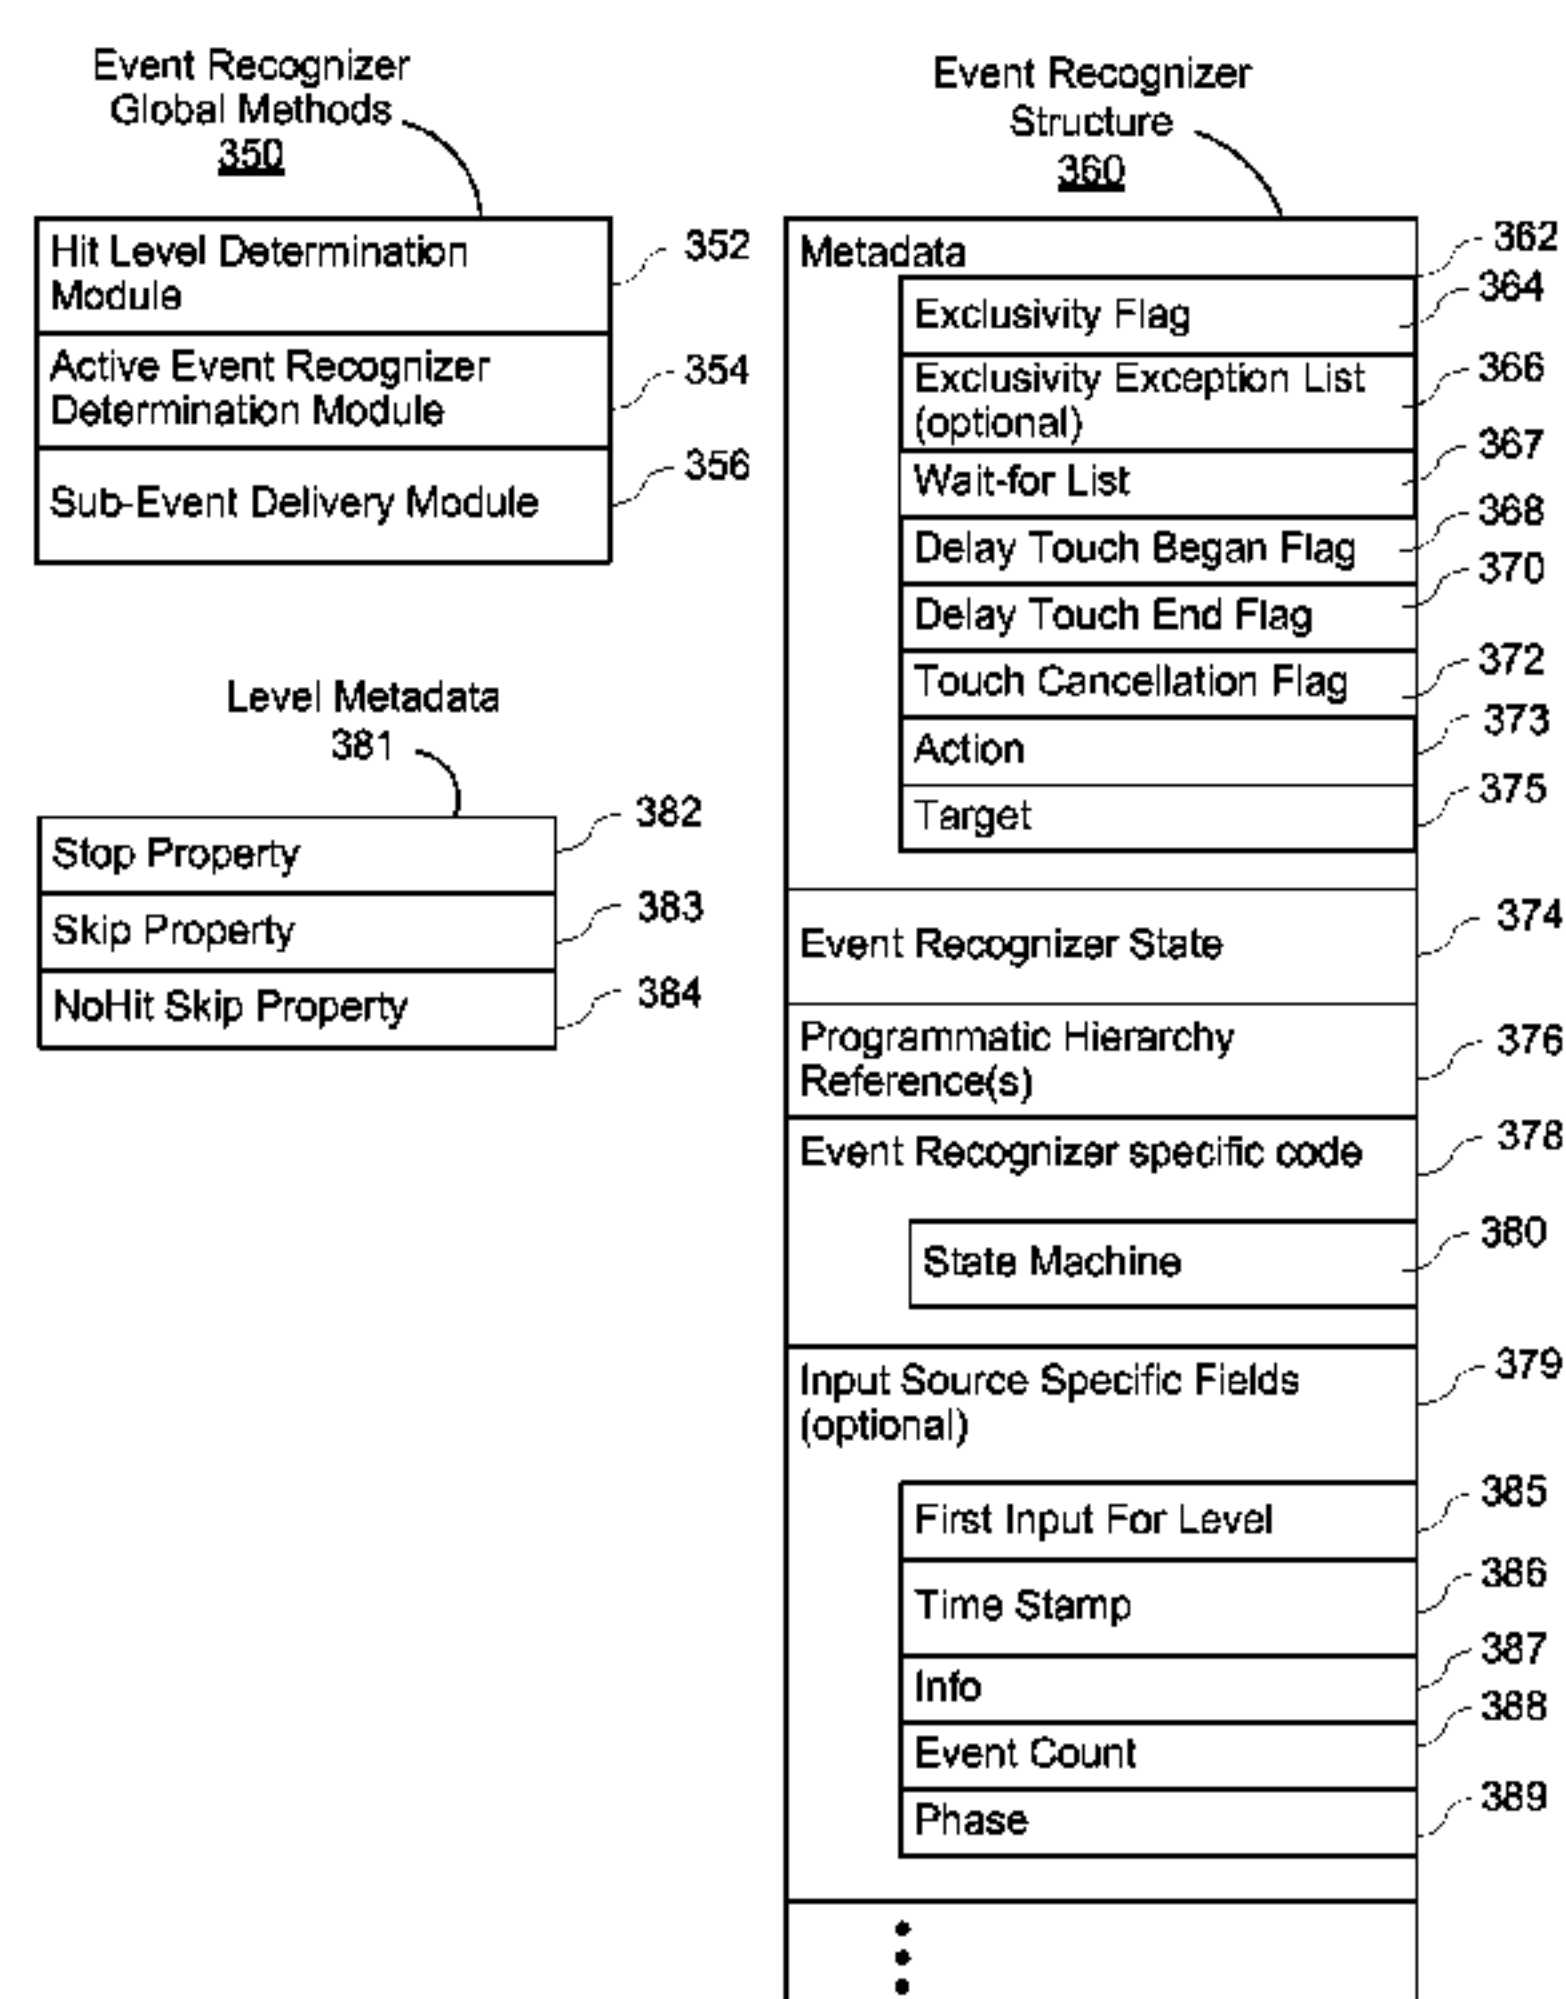 Event Recognizer
Global Methods
350
Hit Level Determination
Module
352
Active Event Recognizer
Determination Module
354
Sub-Event Delivery Module
356
Level Metadata
381
Stop Property
382
Skip Property
383
NoHit Skip Property
384
Event Recognizer
Structure
360
Metadata
362
Exclusivity Flag
364
Exclusivity Exception List
(optional)
366
Wait-for List
367
Delay Touch Began Flag
368
Delay Touch End Flag
370
Touch Cancellation Flag
372
Action
373
Target
375
Event Recognizer State
374
Programmatic Hierarchy
Reference(s)
376
Event Recognizer specific code
378
State Machine
380
Input Source Specific Fields
(optional)
379
First Input For Level
385
Time Stamp
386
Info
387
Event Count
388
Phase
389